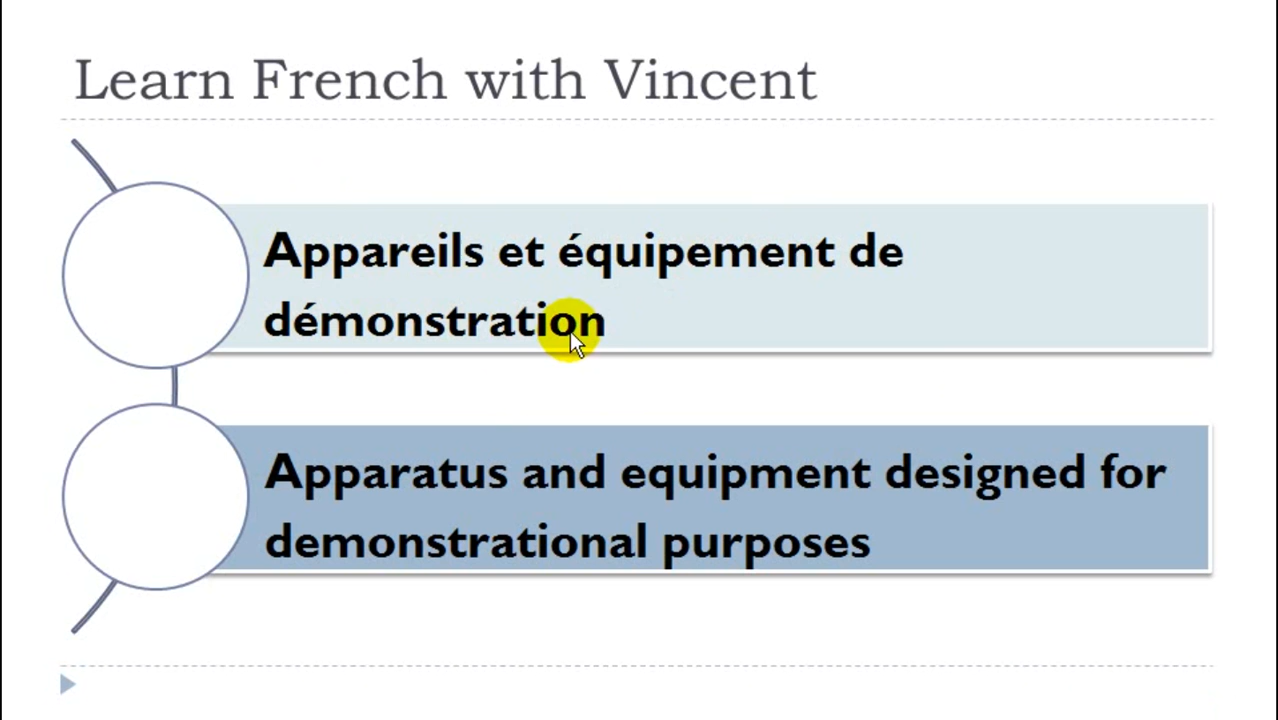 Learn French with Vincent
Appareils et équipement de
démonstration
Apparatus and equipment designed for
demonstrational purposes